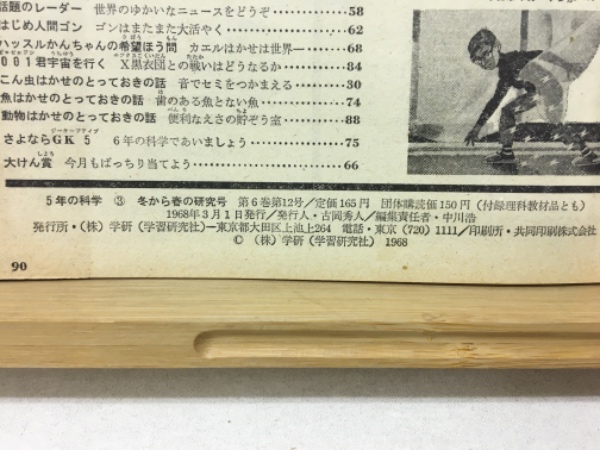 話題のレーダー 世界のゆかいなニュースをどうぞ…………58
はじめ人間ゴン ゴンはまたまた大活やく………………62
ハッスルかんちゃんの希望ほう問 カエルはかせは世界一…68
001君宇宙を行く X黒衣団との戦いはどうなるか…………84
こん虫はかせのとっておきの話 音でセミをつかまえる……30
魚はかせのとっておきの話 歯のある魚とない魚……………74
動物はかせのとっておきの話 便利なえさの貯ぞう室………88
さよならGK5 6年の科学であいましょう…………………75
大けん賞 今月もばっちり当てよう……………………………66
5年の科学 ③ 冬から春の研究号 第6巻第12号/定価165円 団体購読価150円(付録理科教材品とも)
1968年3月1日発行/発行人・古岡秀人/編集責任者・中川浩
発行所・(株)学研(学習研究社)—東京都大田区上池上264 電話・東京(720)1111/印刷所・共同印刷株式会社
© (株)学研(学習研究社) 1968
90